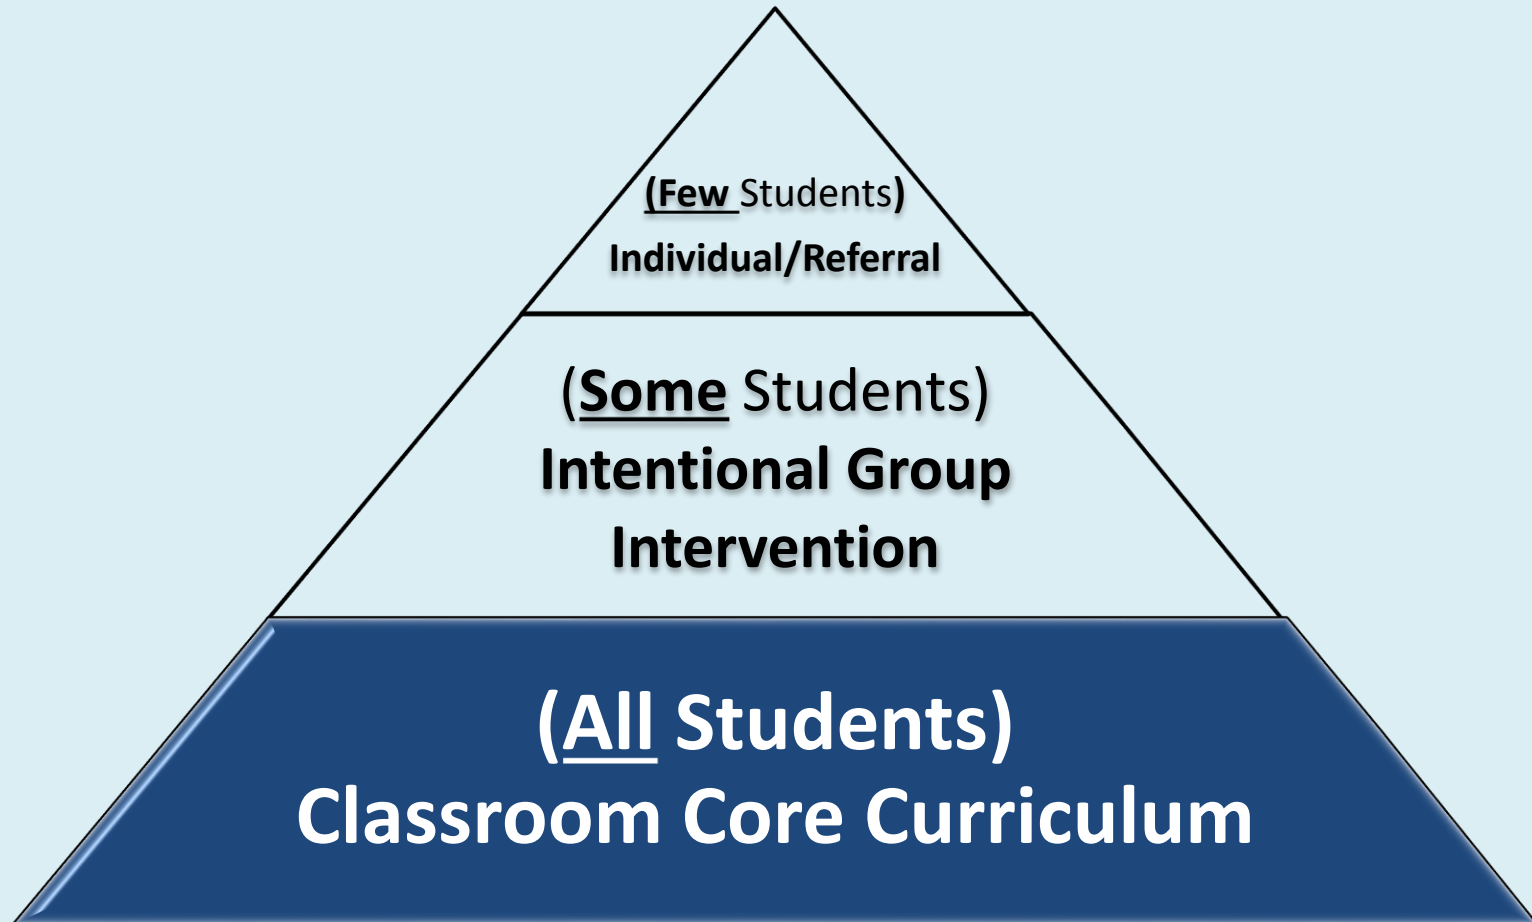 (Few Students)
Individual/Referral
(Some Students)
Intentional Group
Intervention
(All Students)
Classroom Core Curriculum